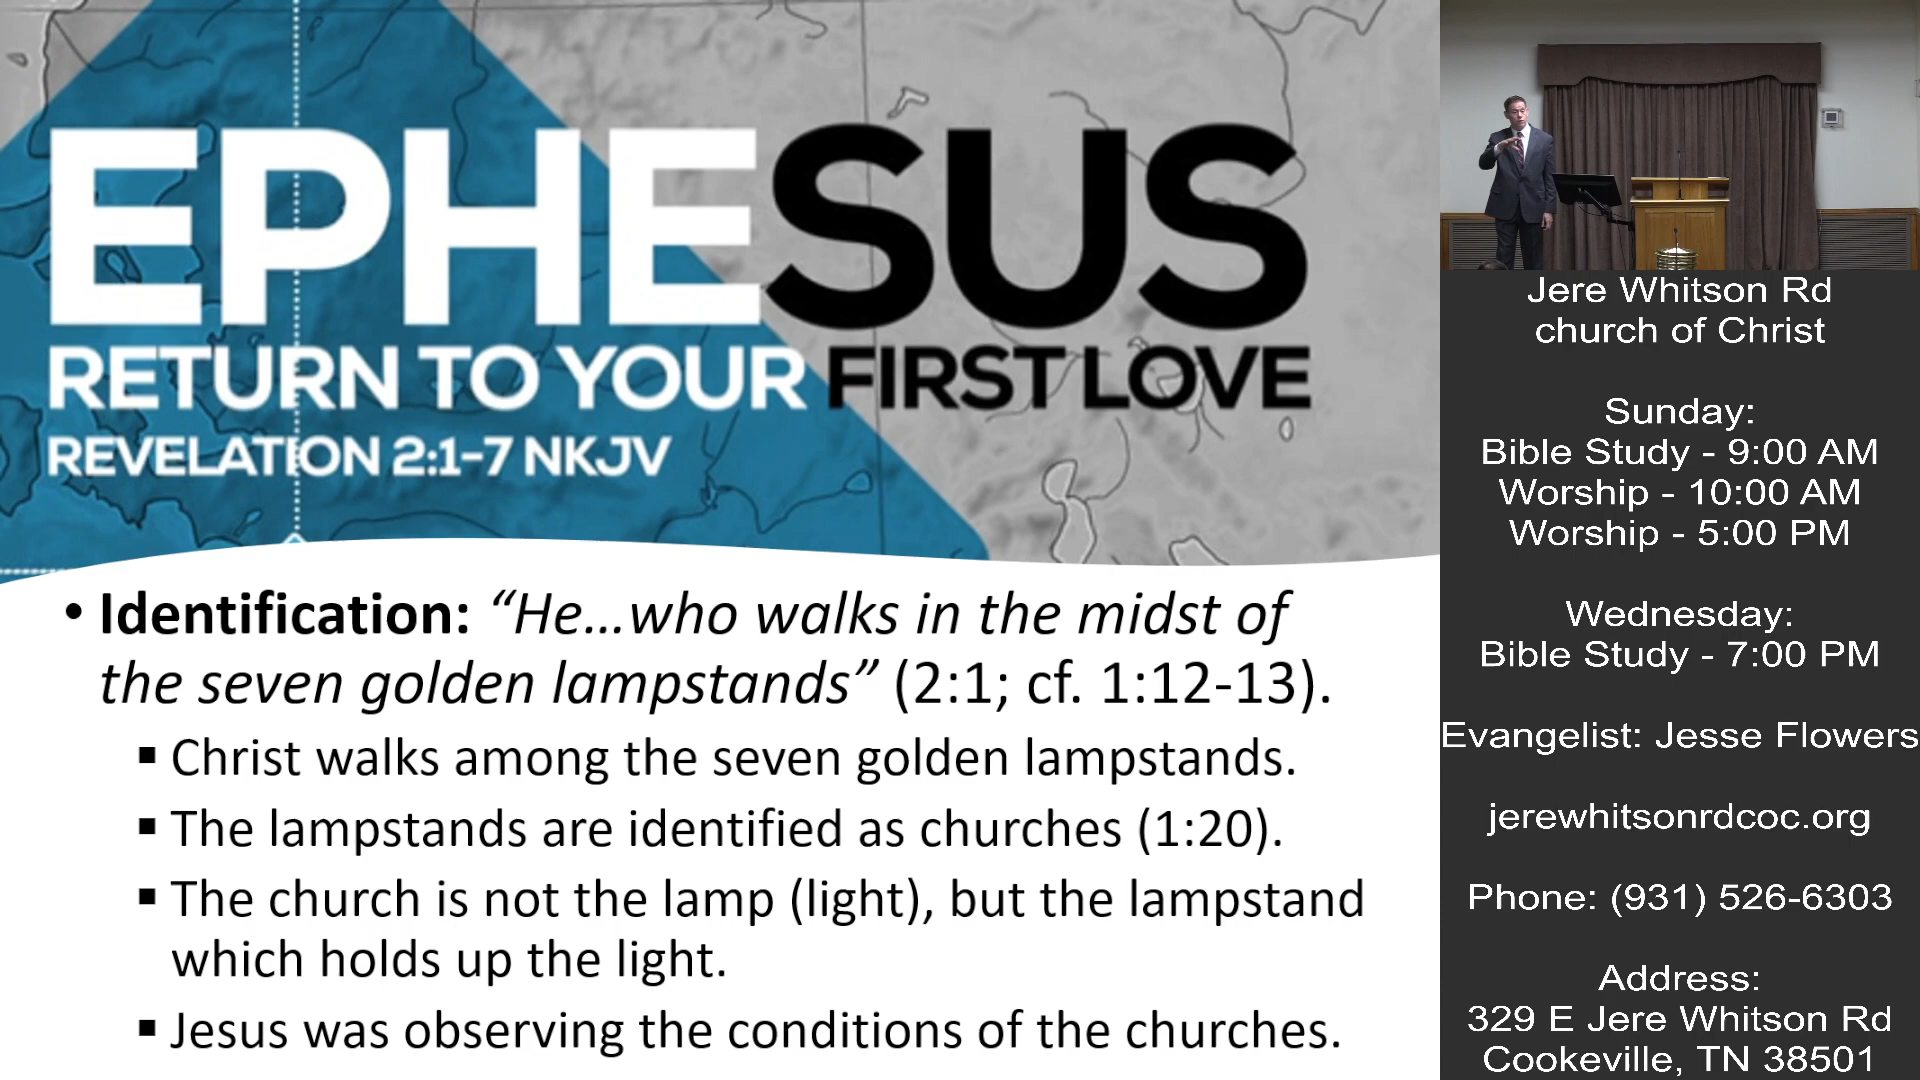 EPHESUS
RETURN TO YOUR FIRST LOVE
REVELATION 2:1-7 NKJV
• Identification: “He…who walks in the midst of
the seven golden lampstands” (2:1; cf. 1:12-13).
▪ Christ walks among the seven golden lampstands.
▪ The lampstands are identified as churches (1:20).
▪ The church is not the lamp (light), but the lampstand
which holds up the light.
▪ Jesus was observing the conditions of the churches.
Jere Whitson Rd
church of Christ
Sunday:
Bible Study - 9:00 AM
Worship - 10:00 AM
Worship - 5:00 PM
Wednesday:
Bible Study - 7:00 PM
Evangelist: Jesse Flowers
jerewhitsonrdcoc.org
Phone: (931) 526-6303
Address:
329 E Jere Whitson Rd
Cookeville, TN 38501